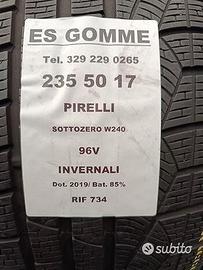 ES GOMME
Tel. 329 229 0265
235 50 17
PIRELLI
SOTTOZERO W240
96V
INVERNALI
Dot. 2019/ Bat. 85%
RIF 734
subito